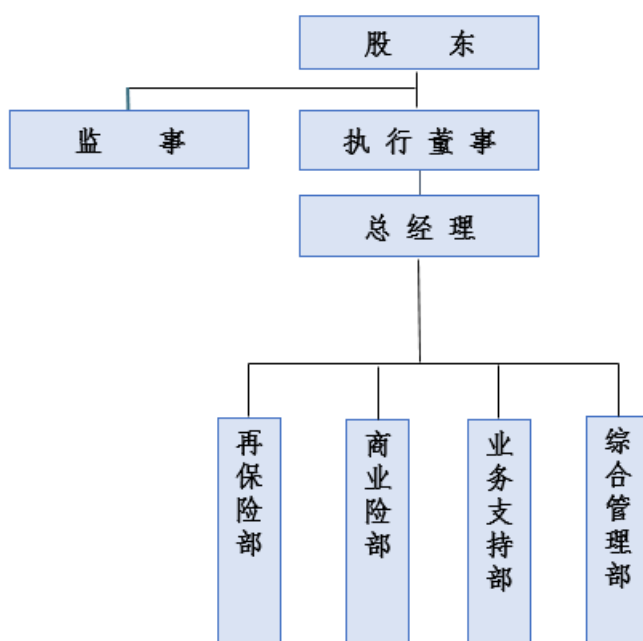 股 东
监 事
执 行 董 事
总 经 理
再保险部
商业险部
业务支持部
综合管理部